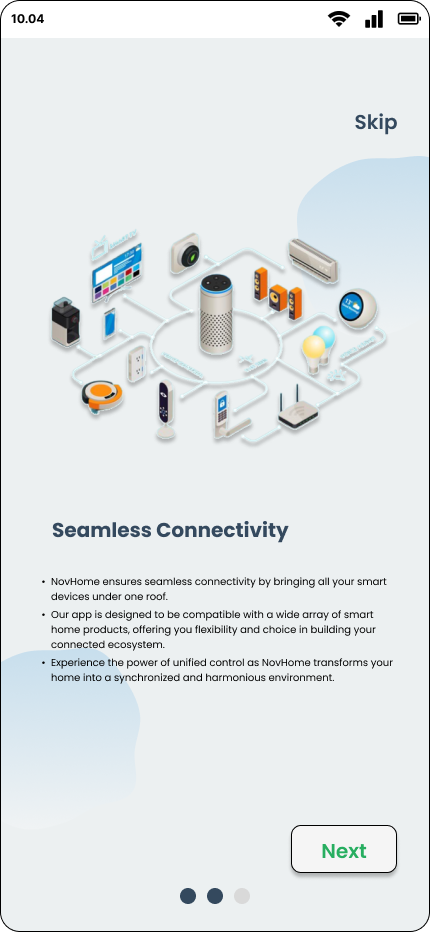 10.04
Skip
Seamless Connectivity
• NovHome ensures seamless connectivity by bringing all your smart
devices under one roof.
• Our app is designed to be compatible with a wide array of smart
home products, offering you flexibility and choice in building your
connected ecosystem.
• Experience the power of unified control as NovHome transforms your
home into a synchronized and harmonious environment.
Next